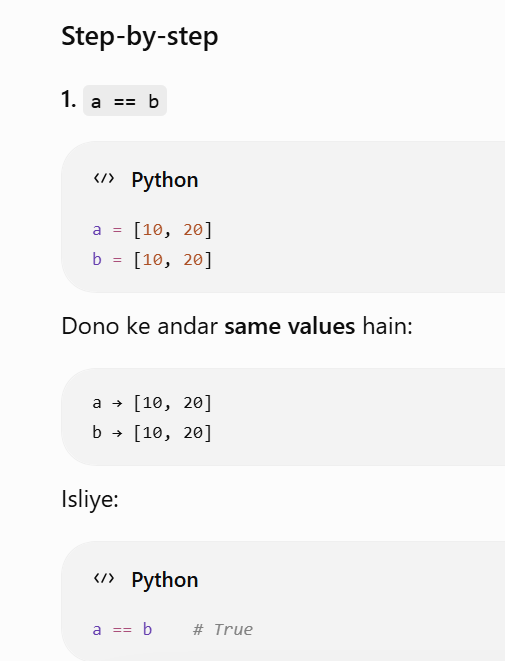 Step-by-step
1. a == b
</> Python
a = [10, 20]
b = [10, 20]
Dono ke andar same values hain:
a → [10, 20]
b → [10, 20]
Isliye:
</> Python
a == b    # True